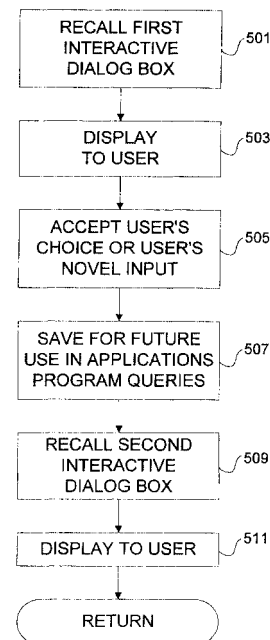 RECALL FIRST
INTERACTIVE
DIALOG BOX
501
DISPLAY
TO USER
503
ACCEPT USER'S
CHOICE OR USER'S
NOVEL INPUT
505
SAVE FOR FUTURE
USE IN APPLICATIONS
PROGRAM QUERIES
507
RECALL SECOND
INTERACTIVE
DIALOG BOX
509
DISPLAY TO USER
511
RETURN